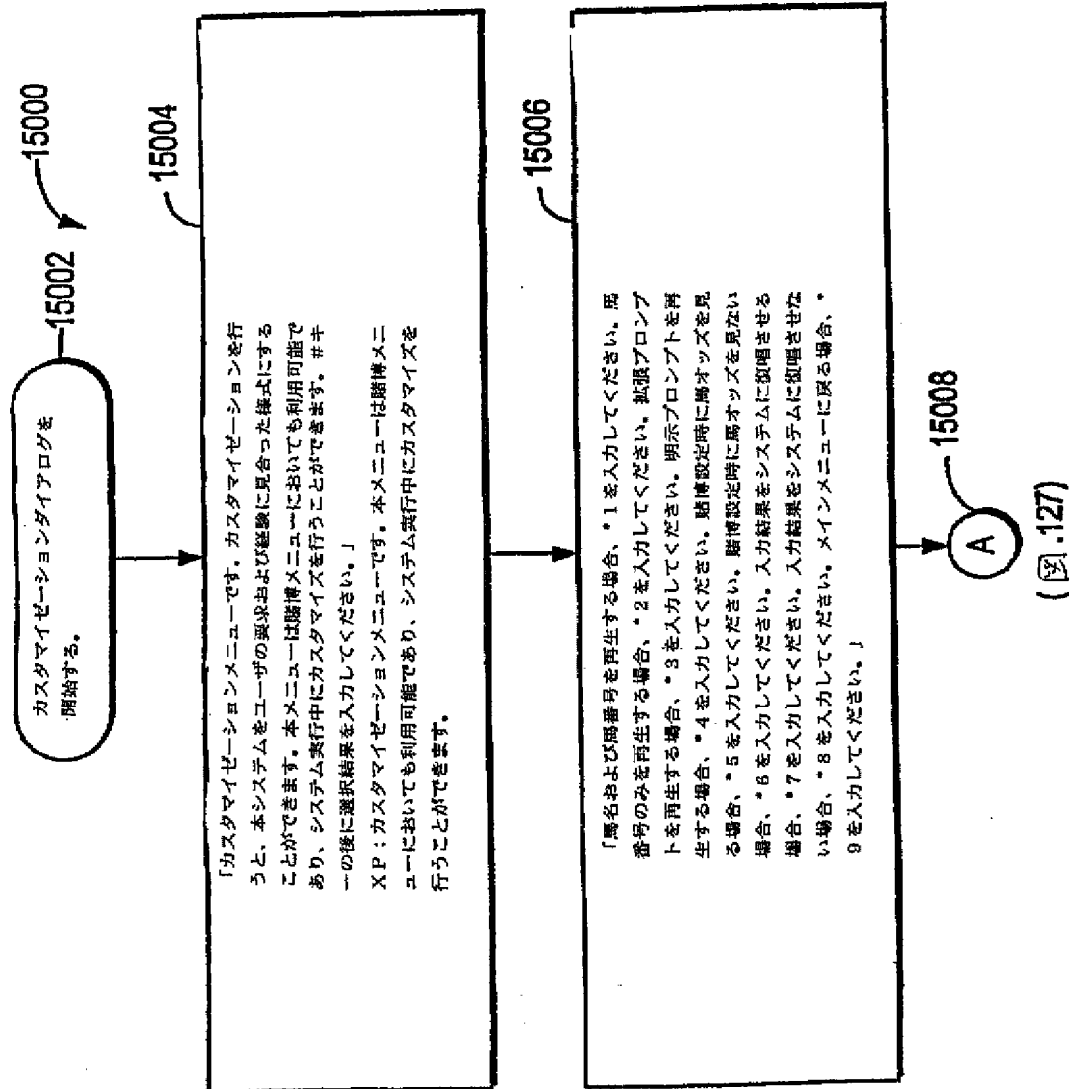 カスタマイゼーションダイアログを
開始する。
15002
15000
15004
「カスタマイゼーションメニューです。カスタマイゼーションを行
うと、本システムをユーザの要求および経験に見合った様式にする
ことができます。本メニューは賭博メニューにおいても利用可能で
あり、システム実行中にカスタマイズを行うことができます。#キ
ーの後に選択結果を入力してください。」
XP:カスタマイゼーションメニューです。本メニューは賭博メニ
ューにおいても利用可能であり、システム実行中にカスタマイズを
行うことができます。
15006
「馬名および馬番号を再生する場合、*1を入力してください。馬
番号のみを再生する場合、*2を入力してください。拡張プロンプ
トを再生する場合、*3を入力してください。明示プロンプトを再
生する場合、*4を入力してください。賭博設定時に馬オッズを見
る場合、*5を入力してください。賭博設定時に馬オッズを見ない
場合、*6を入力してください。入力結果をシステムに復唱させる
場合、*7を入力してください。入力結果をシステムに復唱させな
い場合、*8を入力してください。メインメニューに戻る場合、*
9を入力してください。」
15008
A
(図.127)